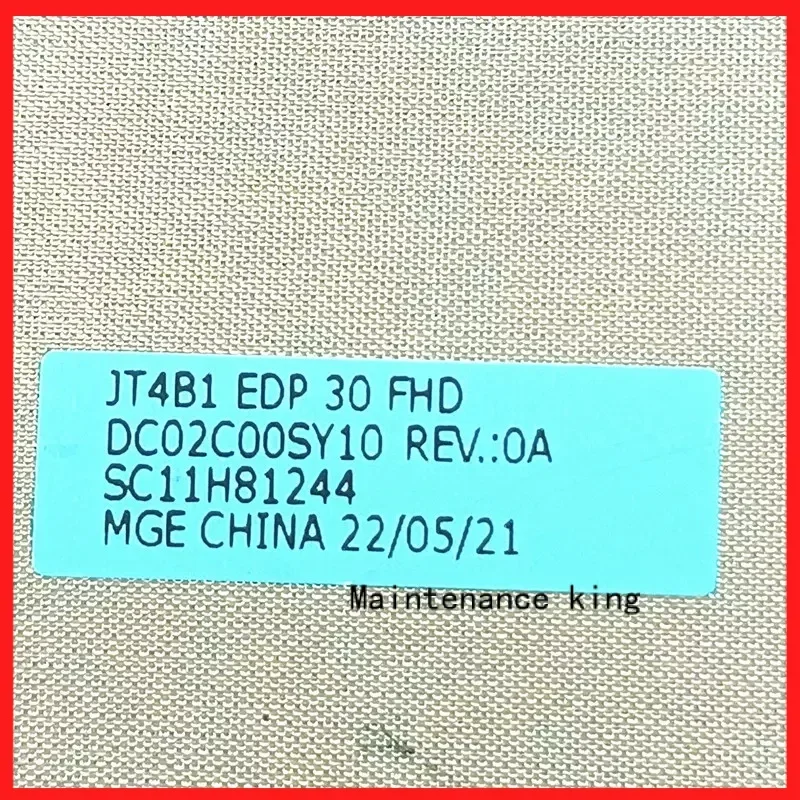 JT4B1 EDP 30 FHD
DC02C00SY10 REV.:0A
SC11H81244
MGE CHINA 22/05/21
Maintenance king